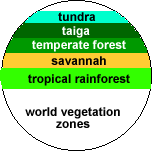 tundra
taiga
temperate forest
savannah
tropical rainforest
world vegetation
zones